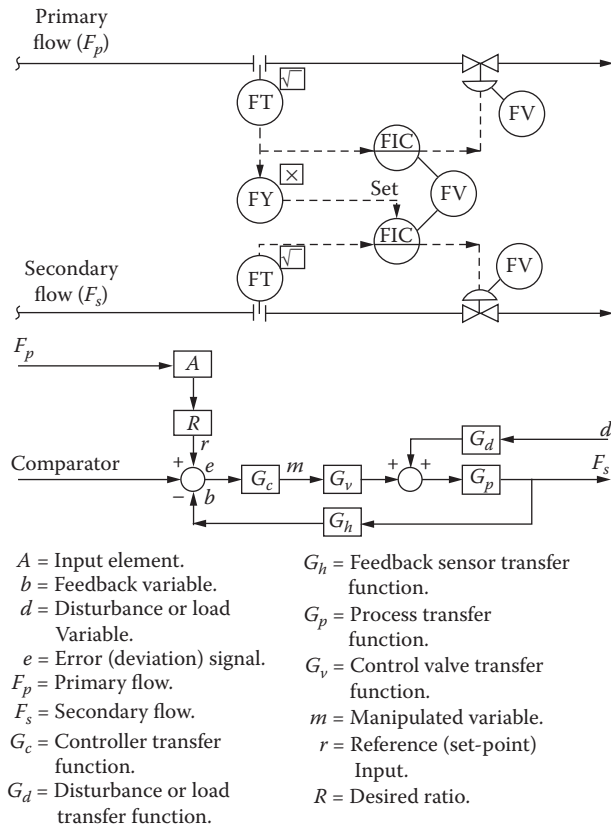 Primary
flow (Fp)
√
FT
FV
FIC
×
FY
Set
FV
FIC
√
FT
FV
Secondary
flow (Fs)
Fp
A
R
r
Gd
d
Comparator
+
e
Gc
m
Gv
+
+
Gp
Fs
−
b
Gh
A = Input element.
b = Feedback variable.
d = Disturbance or load
Variable.
e = Error (deviation) signal.
Fp = Primary flow.
Fs = Secondary flow.
Gc = Controller transfer
function.
Gd = Disturbance or load
transfer function.
Gh = Feedback sensor transfer
function.
Gp = Process transfer
function.
Gv = Control valve transfer
function.
m = Manipulated variable.
r = Reference (set-point)
Input.
R = Desired ratio.